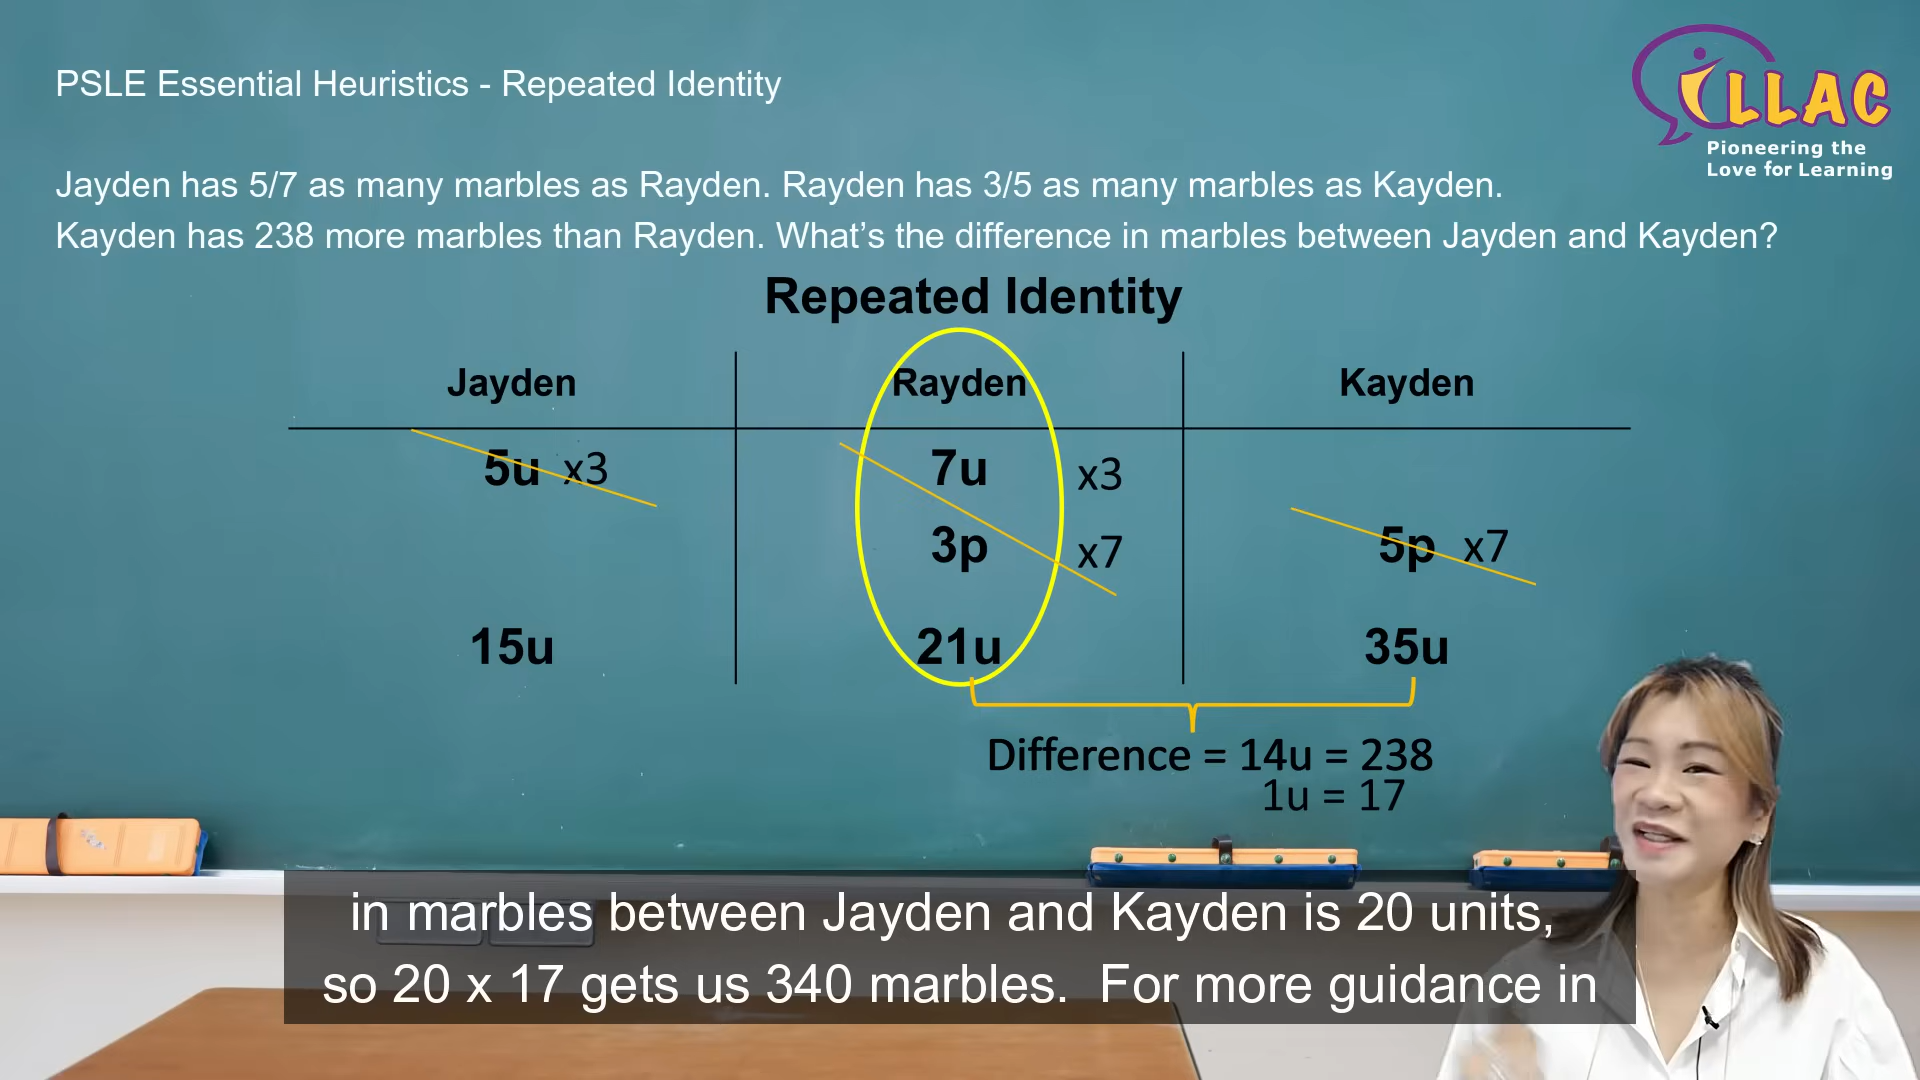 PSLE Essential Heuristics - Repeated Identity
iLLAC
Pioneering the
Love for Learning
Jayden has 5/7 as many marbles as Rayden. Rayden has 3/5 as many marbles as Kayden.
Kayden has 238 more marbles than Rayden. What’s the difference in marbles between Jayden and Kayden?
Repeated Identity
Jayden Rayden Kayden
5u x3 7u x3
3p x7 5p x7
15u 21u 35u
Difference = 14u = 238
1u = 17
in marbles between Jayden and Kayden is 20 units,
so 20 x 17 gets us 340 marbles. For more guidance in